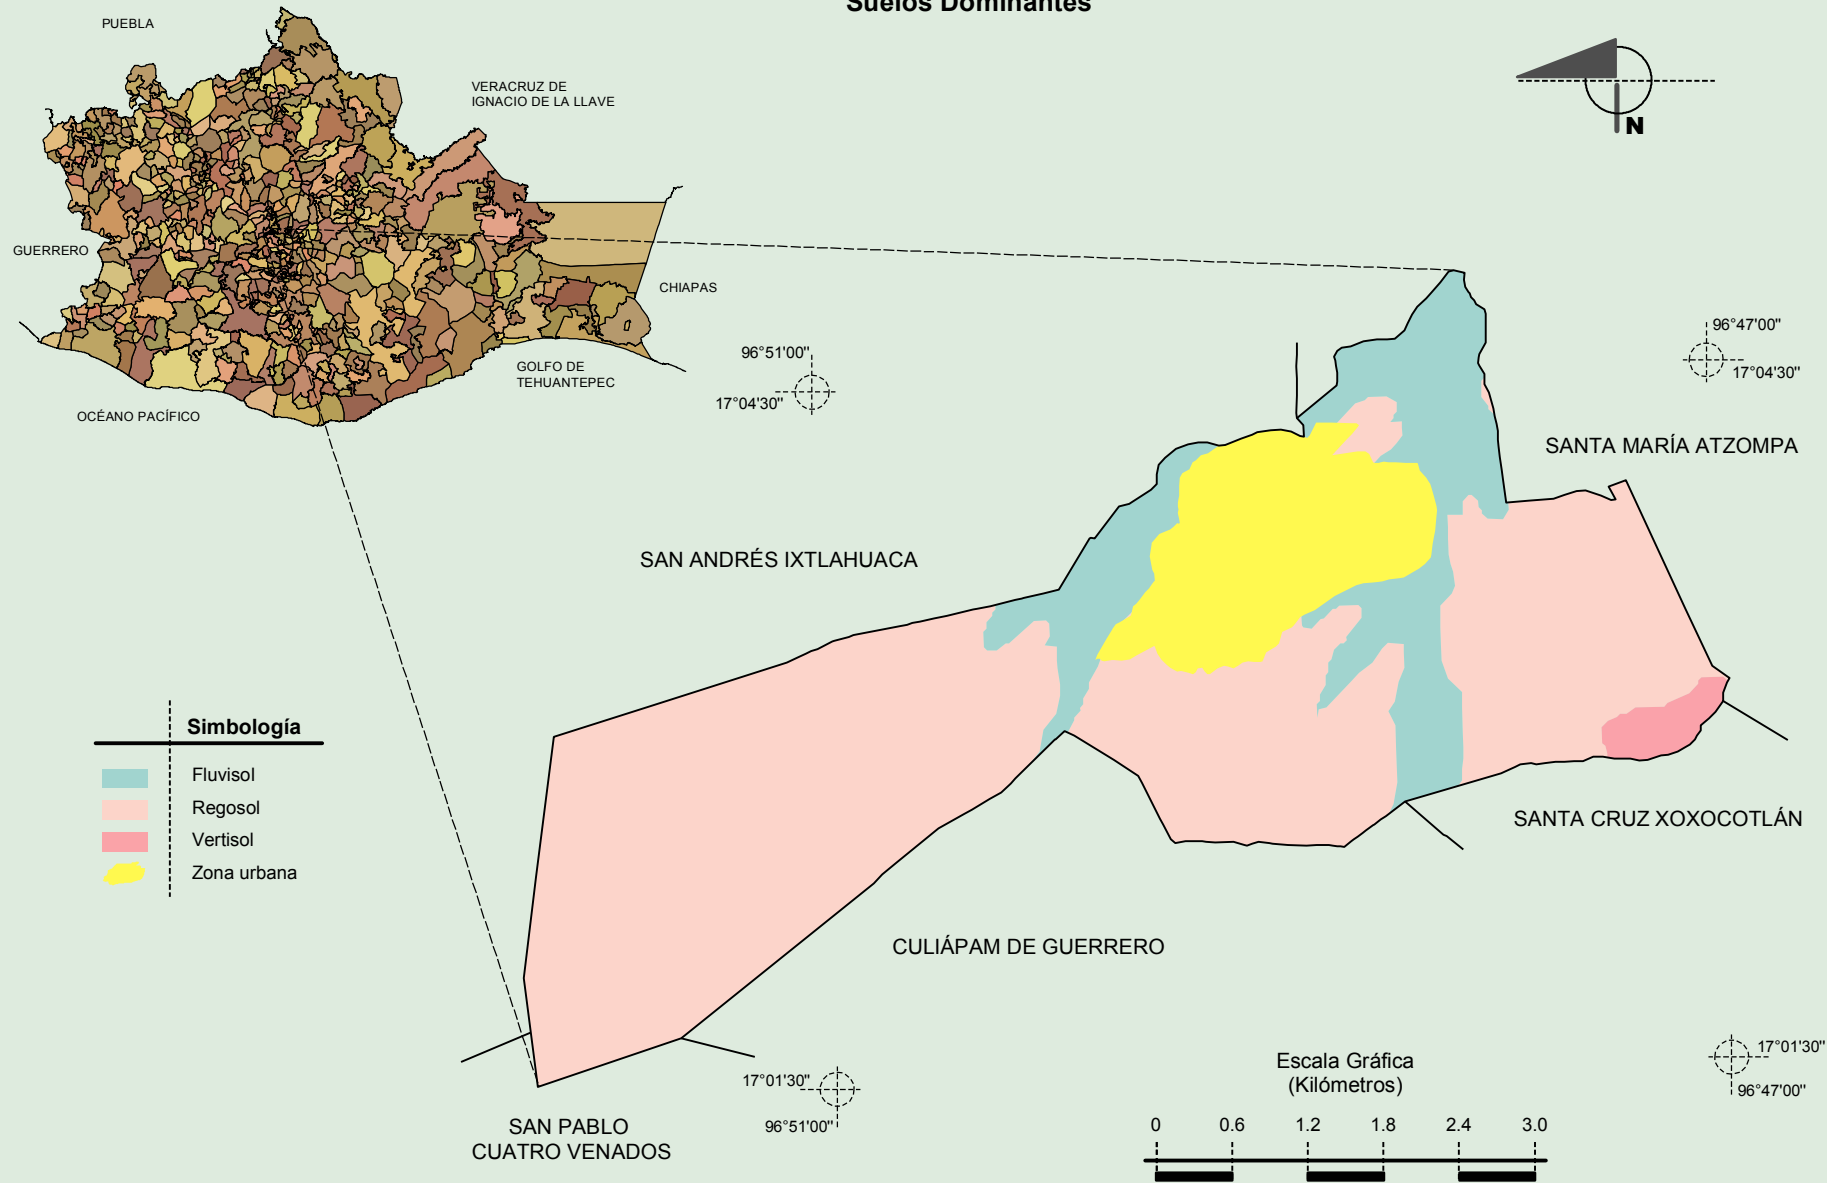 Suelos Dominantes
PUEBLA
VERACRUZ DE
IGNACIO DE LA LLAVE
GUERRERO
CHIAPAS
GOLFO DE
TEHUANTEPEC
OCÉANO PACÍFICO
N
96°51'00"
17°04'30"
96°47'00"
17°04'30"
SANTA MARÍA ATZOMPA
SAN ANDRÉS IXTLAHUACA
Simbología
Fluvisol
Regosol
Vertisol
Zona urbana
SANTA CRUZ XOXOCOTLÁN
CULIÁPAM DE GUERRERO
17°01'30"
96°51'00"
17°01'30"
96°47'00"
SAN PABLO
CUATRO VENADOS
Escala Gráfica
(Kilómetros)
0 0.6 1.2 1.8 2.4 3.0